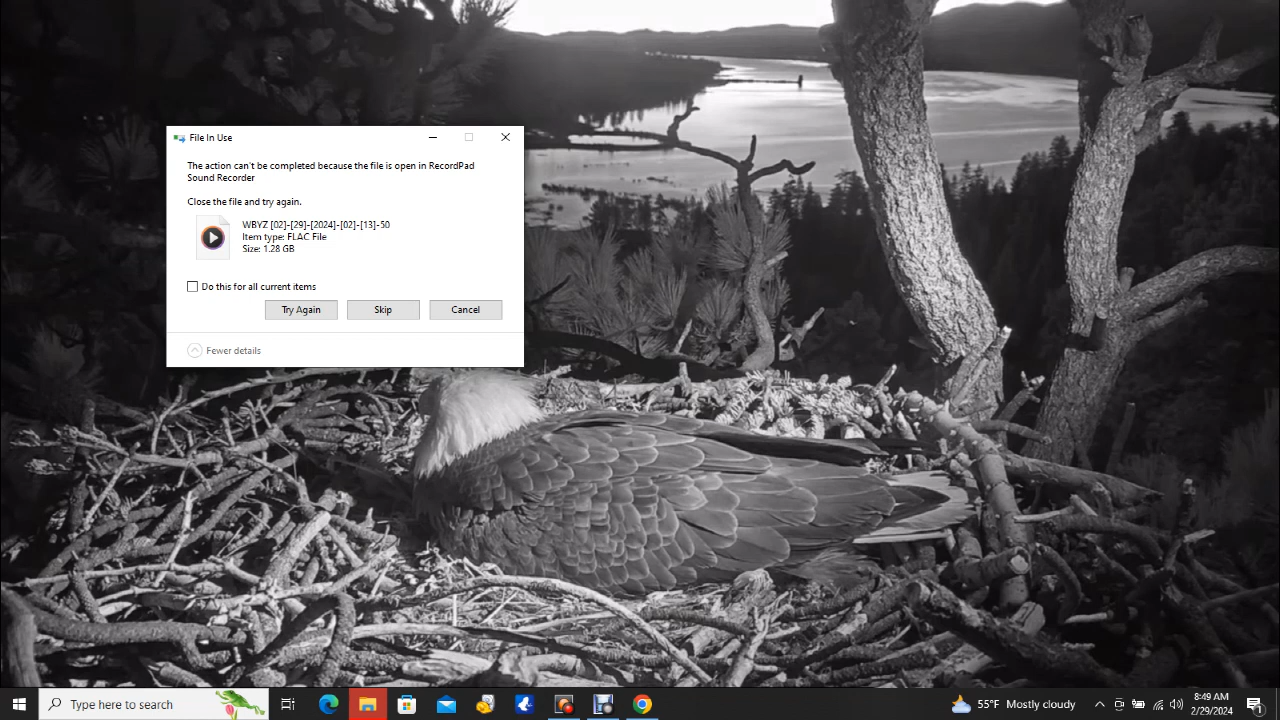 File In Use
The action can't be completed because the file is open in RecordPad
Sound Recorder
Close the file and try again.
WBYZ [02]-[29]-[2024]-[02]-[13]-50
Item type: FLAC File
Size: 1.28 GB
Do this for all current items
Try Again Skip Cancel
Fewer details
Type here to search
55°F Mostly cloudy
8:49 AM
2/29/2024
1